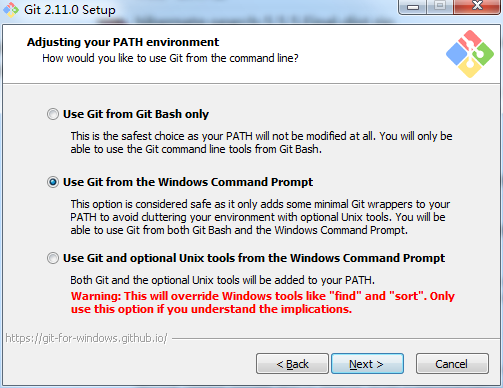 Git 2.11.0 Setup
Adjusting your PATH environment
How would you like to use Git from the command line?
Use Git from Git Bash only
This is the safest choice as your PATH will not be modified at all. You will only
be able to use the Git command line tools from Git Bash.
Use Git from the Windows Command Prompt
This option is considered safe as it only adds some minimal Git wrappers to your
PATH to avoid cluttering your environment with optional Unix tools. You will be
able to use Git from both Git Bash and the Windows Command Prompt.
Use Git and optional Unix tools from the Windows Command Prompt
Both Git and the optional Unix tools will be added to your PATH.
Warning: This will override Windows tools like "find" and "sort". Only
use this option if you understand the implications.
https://git-for-windows.github.io/
< Back Next > Cancel